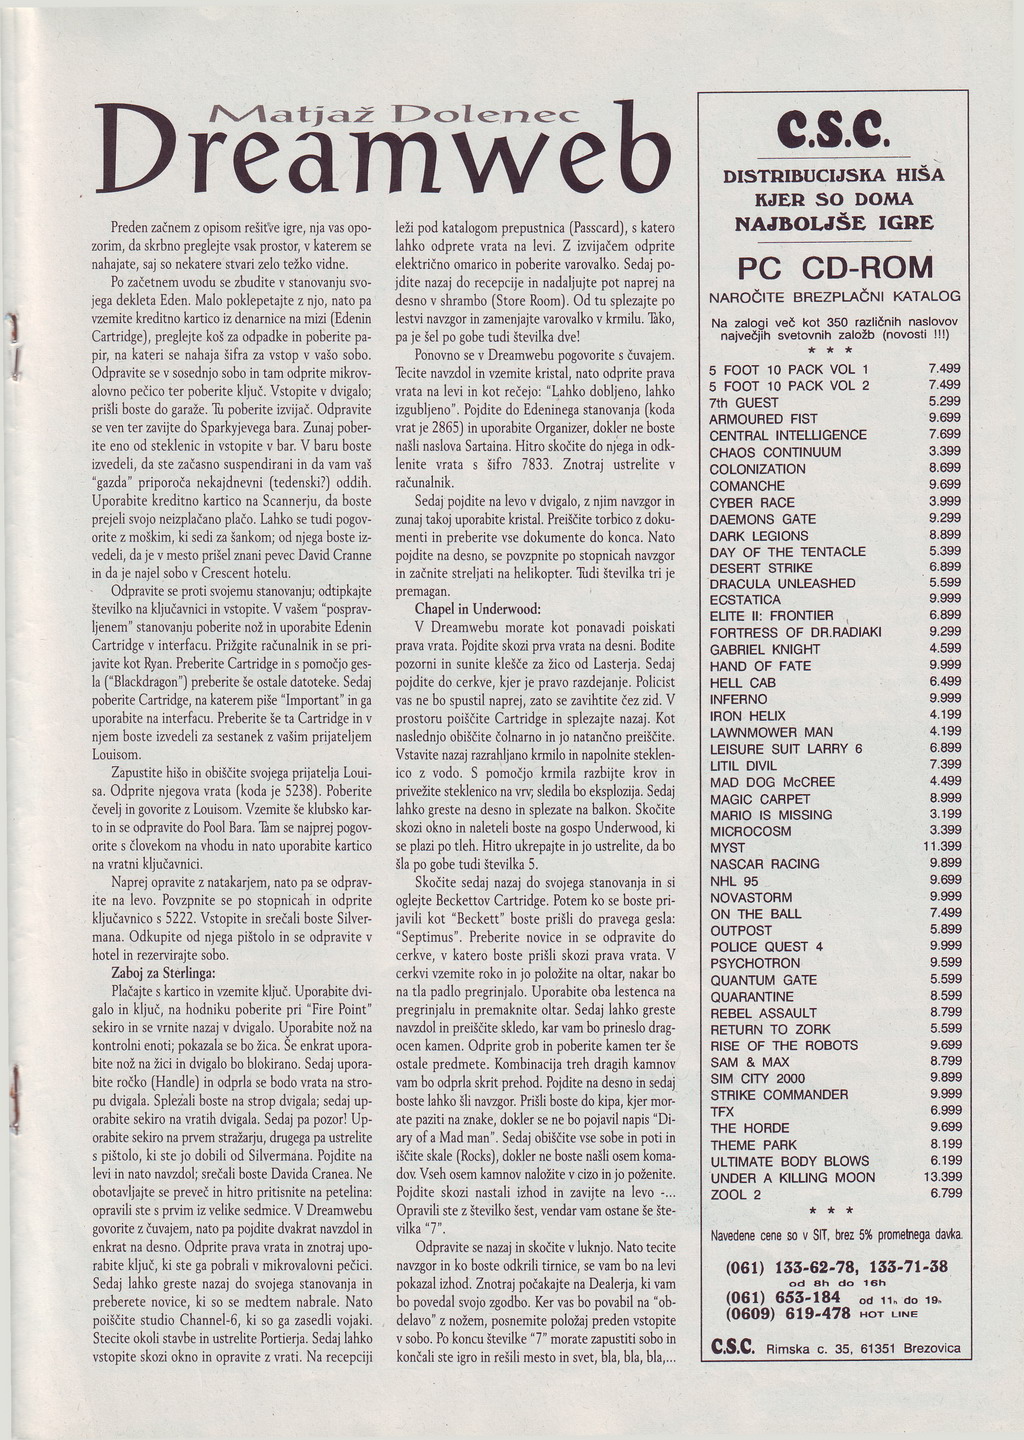 Matjaž Dolenec
Dreamweb
Preden začnem z opisom rešitve igre, nja vas opo-
zorim, da skrbno preglejte vsak prostor, v katerem se
nahajate, saj so nekatere stvari zelo težko vidne.
Po začetnem uvodu se zbudite v stanovanju svo-
jega dekleta Eden. Malo poklepetajte z njo, nato pa
vzemite kreditno kartico iz denarnice na mizi (Edenin
Cartridge), preglejte koš za odpadke in poberite pa-
pir, na kateri se nahaja šifra za vstop v vašo sobo.
Odpravite se v sosednjo sobo in tam odprite mikrov-
alovno pečico ter poberite ključ. Vstopite v dvigalo;
prišli boste do garaže. Tu poberite izvijač. Odpravite
se ven ter zavijte do Sparkyjevega bara. Zunaj pober-
ite eno od steklenic in vstopite v bar. V baru boste
izvedeli, da ste začasno suspendirani in da vam vaš
"gazda" priporoča nekajdnevni (tedenski?) oddih.
Uporabite kreditno kartico na Scannerju, da boste
prejeli svojo neizplačano plačo. Lahko se tudi pogov-
orite z moškim, ki sedi za šankom; od njega boste iz-
vedeli, da je v mesto prišel znani pevec David Cranne
in da je najel sobo v Crescent hotelu.
Odpravite se proti svojemu stanovanju; odtipkajte
številko na ključavnici in vstopite. V vašem "posprav-
ljenem" stanovanju poberite nož in uporabite Edenin
Cartridge v interfacu. Prižgite računalnik in se pri-
javite kot Ryan. Preberite Cartridge in s pomočjo ges-
la ("Blackdragon") preberite še ostale datoteke. Sedaj
poberite Cartridge, na katerem piše "Important" in ga
uporabite na interfacu. Preberite še ta Cartridge in v
njem boste izvedeli za sestanek z vašim prijateljem
Louisom.
Zapustite hišo in obiščite svojega prijatelja Loui-
sa. Odprite njegova vrata (koda je 5238). Poberite
čevelj in govorite z Louisom. Vzemite še klubsko kar-
to in se odpravite do Pool Bara. Tam se najprej pogov-
orite s človekom na vhodu in nato uporabite kartico
na vratni ključavnici.
Naprej opravite z natakarjem, nato pa se odprav-
ite na levo. Povzpnite se po stopnicah in odprite
ključavnico s 5222. Vstopite in srečali boste Silver-
mana. Odkupite od njega pištolo in se odpravite v
hotel in rezervirajte sobo.
Zaboj za Sterlinga:
Plačajte s kartico in vzemite ključ. Uporabite dvi-
galo in ključ, na hodniku poberite pri "Fire Point"
sekiro in se vrnite nazaj v dvigalo. Uporabite nož na
kontrolni enoti; pokazala se bo žica. Še enkrat upora-
bite nož na žici in dvigalo bo blokirano. Sedaj upora-
bite ročko (Handle) in odprla se bodo vrata na stro-
pu dvigala. Splezali boste na strop dvigala; sedaj up-
orabite sekiro na vratih dvigala. Sedaj pa pozor! Up-
orabite sekiro na prvem stražarju, drugega pa ustrelite
s pištolo, ki ste jo dobili od Silvermana. Pojdite na
levi in nato navzdol; srečali boste Davida Cranea. Ne
obotavljajte se preveč in hitro pritisnite na petelina:
opravili ste s prvim iz velike sedmice. V Dreamwebu
govorite z čuvajem, nato pa pojdite dvakrat navzdol in
enkrat na desno. Odprite prava vrata in znotraj upo-
rabite ključ, ki ste ga pobrali v mikrovalovni pečici.
Sedaj lahko greste nazaj do svojega stanovanja in
preberete novice, ki so se medtem nabrale. Nato
poiščite studio Channel-6, ki so ga zasedli vojaki.
Stecite okoli stavbe in ustrelite Portierja. Sedaj lahko
vstopite skozi okno in opravite z vrati. Na recepciji
leži pod katalogom prepustnica (Passcard), s katero
lahko odprete vrata na levi. Z izvijačem odprite
električno omarico in poberite varovalko. Sedaj po-
jdite nazaj do recepcije in nadaljujte pot naprej na
desno v shrambo (Store Room). Od tu splezajte po
lestvi navzgor in zamenjajte varovalko v krmilu. Tako,
pa je šel po gobe tudi številka dve!
Ponovno se v Dreamwebu pogovorite s čuvajem.
Tecite navzdol in vzemite kristal, nato odprite prava
vrata na levi in kot rečejo: "Lahko dobljeno, lahko
izgubljeno". Pojdite do Edeninega stanovanja (koda
vrat je 2865) in uporabite Organizer, dokler ne boste
našli naslova Sartaina. Hitro skočite do njega in odk-
lenite vrata s šifro 7833. Znotraj ustrelite v
računalnik.
Sedaj pojdite na levo v dvigalo, z njim navzgor in
zunaj takoj uporabite kristal. Preiščite torbico z doku-
menti in preberite vse dokumente do konca. Nato
pojdite na desno, se povzpnite po stopnicah navzgor
in začnite streljati na helikopter. Tudi številka tri je
premagan.
Chapel in Underwood:
V Dreamwebu morate kot ponavadi poiskati
prava vrata. Pojdite skozi prva vrata na desni. Bodite
pozorni in sunite klešče za žico od Lasterja. Sedaj
pojdite do cerkve, kjer je pravo razdejanje. Policist
vas ne bo spustil naprej, zato se zavihtite čez zid. V
prostoru poiščite Cartridge in splezajte nazaj. Kot
naslednjo obiščite čolnarno in jo natančno preiščite.
Vstavite nazaj razrahljano krmilo in napolnite steklen-
ico z vodo. S pomočjo krmila razbijte krov in
privežite steklenico na vrv; sledila bo eksplozija. Sedaj
lahko greste na desno in splezate na balkon. Skočite
skozi okno in naleteli boste na gospo Underwood, ki
se plazi po tleh. Hitro ukrepajte in jo ustrelite, da bo
šla po gobe tudi številka 5.
Skočite sedaj nazaj do svojega stanovanja in si
oglejte Beckettov Cartridge. Potem ko se boste pri-
javili kot "Beckett" boste prišli do pravega gesla:
"Septimus". Preberite novice in se odpravite do
cerkve, v katero boste prišli skozi prava vrata. V
cerkvi vzemite roko in jo položite na oltar, nakar bo
na tla padlo pregrinjalo. Uporabite oba lestenca na
pregrinjalu in premaknite oltar. Sedaj lahko greste
navzdol in preiščite skledo, kar vam bo prineslo drag-
ocen kamen. Odprite grob in poberite kamen ter še
ostale predmete. Kombinacija treh dragih kamnov
vam bo odprla skrit prehod. Pojdite na desno in sedaj
boste lahko šli navzgor. Prišli boste do kipa, kjer mor-
ate paziti na znake, dokler se ne bo pojavil napis "Di-
ary of a Mad man". Sedaj obiščite vse sobe in poti in
iščite skale (Rocks), dokler ne boste našli osem koma-
dov. Vseh osem kamnov naložite v cizo in jo poženite.
Pojdite skozi nastali izhod in zavijte na levo -...
Opravili ste z številko šest, vendar vam ostane še šte-
vilka "7".
Odpravite se nazaj in skočite v luknjo. Nato tecite
navzgor in ko boste odkrili tirnice, se vam bo na levi
pokazal izhod. Znotraj počakajte na Dealerja, ki vam
bo povedal svojo zgodbo. Ker vas bo povabil na "ob-
delavo" z nožem, posnemite položaj preden vstopite
v sobo. Po koncu številke "7" morate zapustiti sobo in
končali ste igro in rešili mesto in svet, bla, bla, bla,...
C.S.C.
DISTRIBUCIJSKA HIŠA
KJER SO DOMA
NAJBOLJŠE IGRE
PC CD-ROM
NAROČITE BREZPLAČNI KATALOG
Na zalogi več kot 350 različnih naslovov
največjih svetovnih založb (novosti !!!)
* * *
5 FOOT 10 PACK VOL 1 7.499
5 FOOT 10 PACK VOL 2 7.499
7th GUEST 5.299
ARMOURED FIST 9.699
CENTRAL INTELLIGENCE 7.699
CHAOS CONTINUUM 3.399
COLONIZATION 8.699
COMANCHE 9.699
CYBER RACE 3.999
DAEMONS GATE 9.299
DARK LEGIONS 8.899
DAY OF THE TENTACLE 5.399
DESERT STRIKE 6.899
DRACULA UNLEASHED 5.599
ECSTATICA 9.999
ELITE II: FRONTIER 6.899
FORTRESS OF DR.RADIAKI 9.299
GABRIEL KNIGHT 4.599
HAND OF FATE 9.999
HELL CAB 6.499
INFERNO 9.999
IRON HELIX 4.199
LAWNMOWER MAN 4.199
LEISURE SUIT LARRY 6 6.899
LITIL DIVIL 7.399
MAD DOG McCREE 4.499
MAGIC CARPET 8.999
MARIO IS MISSING 3.199
MICROCOSM 3.399
MYST 11.399
NASCAR RACING 9.899
NHL 95 9.699
NOVASTORM 9.999
ON THE BALL 7.499
OUTPOST 5.899
POLICE QUEST 4 9.999
PSYCHOTRON 9.599
QUANTUM GATE 5.599
QUARANTINE 8.599
REBEL ASSAULT 8.799
RETURN TO ZORK 5.599
RISE OF THE ROBOTS 9.699
SAM & MAX 8.799
SIM CITY 2000 9.899
STRIKE COMMANDER 9.999
TFX 6.999
THE HORDE 9.699
THEME PARK 8.199
ULTIMATE BODY BLOWS 6.199
UNDER A KILLING MOON 13.399
ZOOL 2 6.799
* * *
Navedene cene so v SIT, brez 5% prometnega davka.
(061) 133-62-78, 133-71-38
od 8h do 16h
(061) 653-184 od 11h do 19h
(0609) 619-478 HOT LINE
C.S.C. Rimska c. 35, 61351 Brezovica